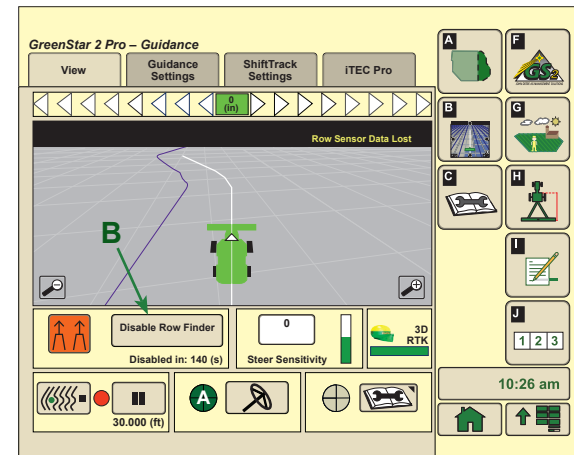 GreenStar 2 Pro – Guidance
View
Guidance
Settings
ShiftTrack
Settings
iTEC Pro
0
(in)
Row Sensor Data Lost
B
Disable Row Finder
Disabled in: 140 (s)
0
Steer Sensitivity
3D
RTK
30.000 (ft)
A
A
F
GS2
B
G
C
H
I
J
1 2 3
10:26 am